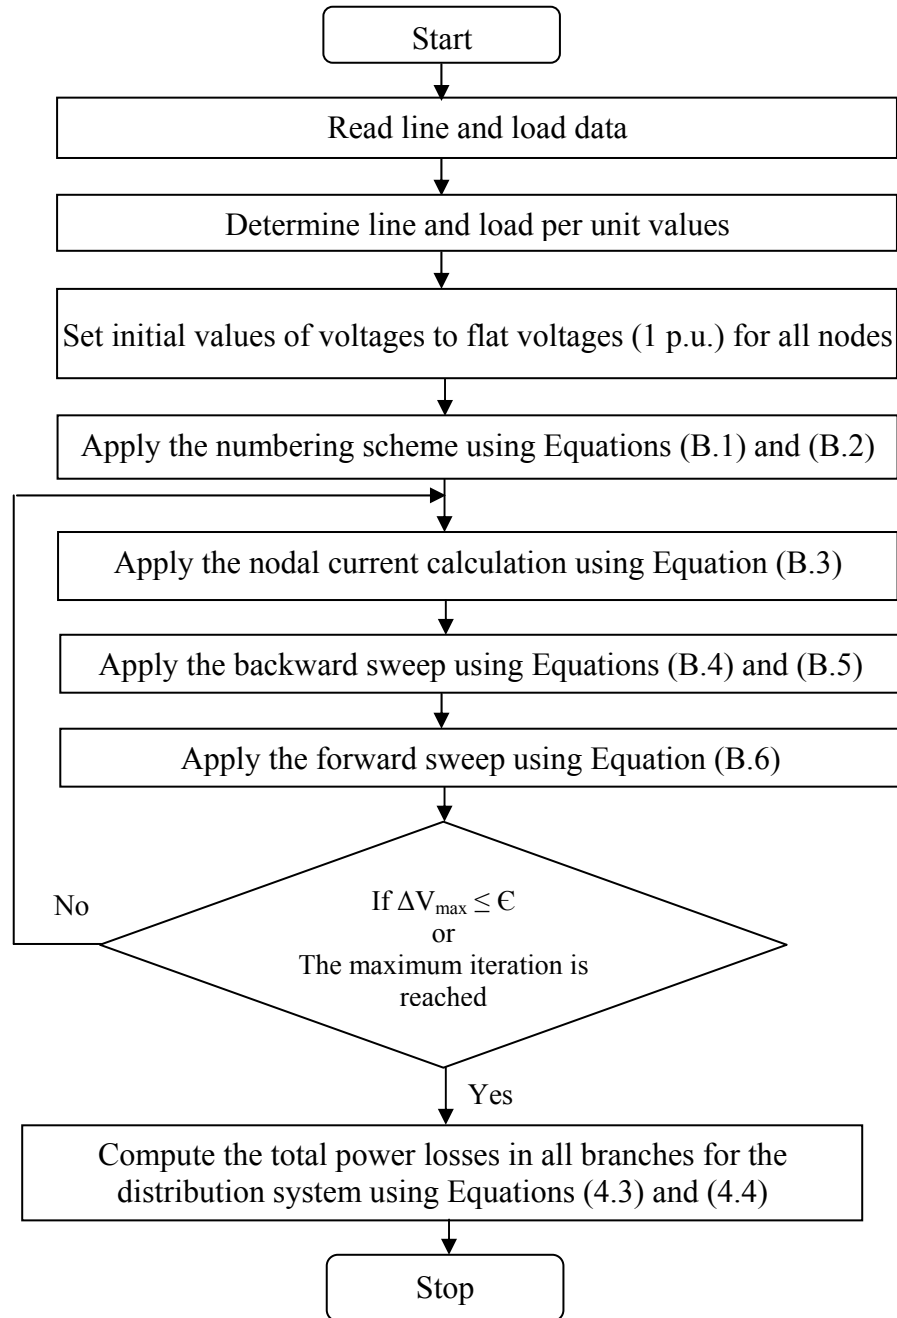 Start
Read line and load data
Determine line and load per unit values
Set initial values of voltages to flat voltages (1 p.u.) for all nodes
Apply the numbering scheme using Equations (B.1) and (B.2)
Apply the nodal current calculation using Equation (B.3)
Apply the backward sweep using Equations (B.4) and (B.5)
Apply the forward sweep using Equation (B.6)
No
If ΔVmax ≤ Є
or
The maximum iteration is
reached
Yes
Compute the total power losses in all branches for the
distribution system using Equations (4.3) and (4.4)
Stop